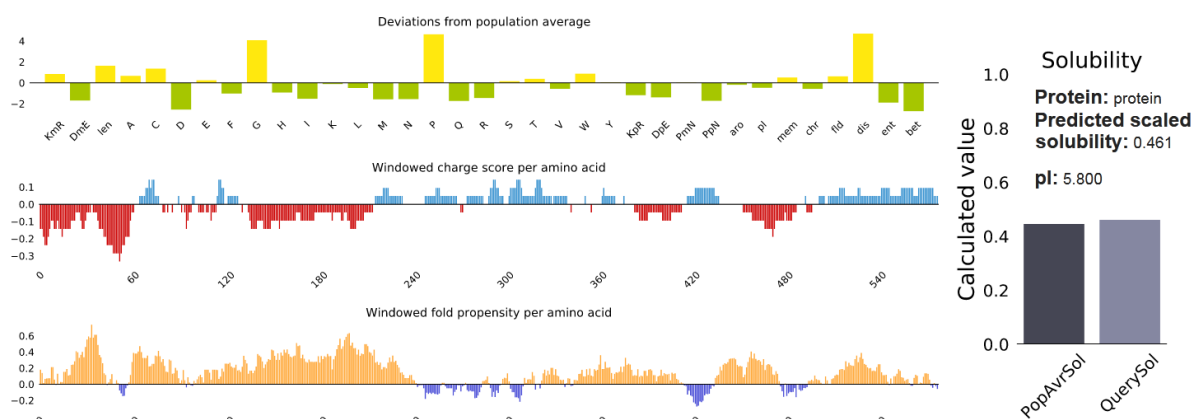 Deviations from population average
4
2
0
−2
KmR DmE len A C D E F G H I K L M N P Q R S T V W Y KpR DpE PmN PpN aro pI mem chr fld dis ent bet
Windowed charge score per amino acid
0.1
0.0
−0.1
−0.2
−0.3
0 60 120 180 240 300 360 420 480 540
Windowed fold propensity per amino acid
0.6
0.4
0.2
0.0
−0.2
Solubility
Protein: protein
Predicted scaled
solubility: 0.461
pI: 5.800
Calculated value
1.0
0.8
0.6
0.4
0.2
0.0
PopAvrSol QuerySol